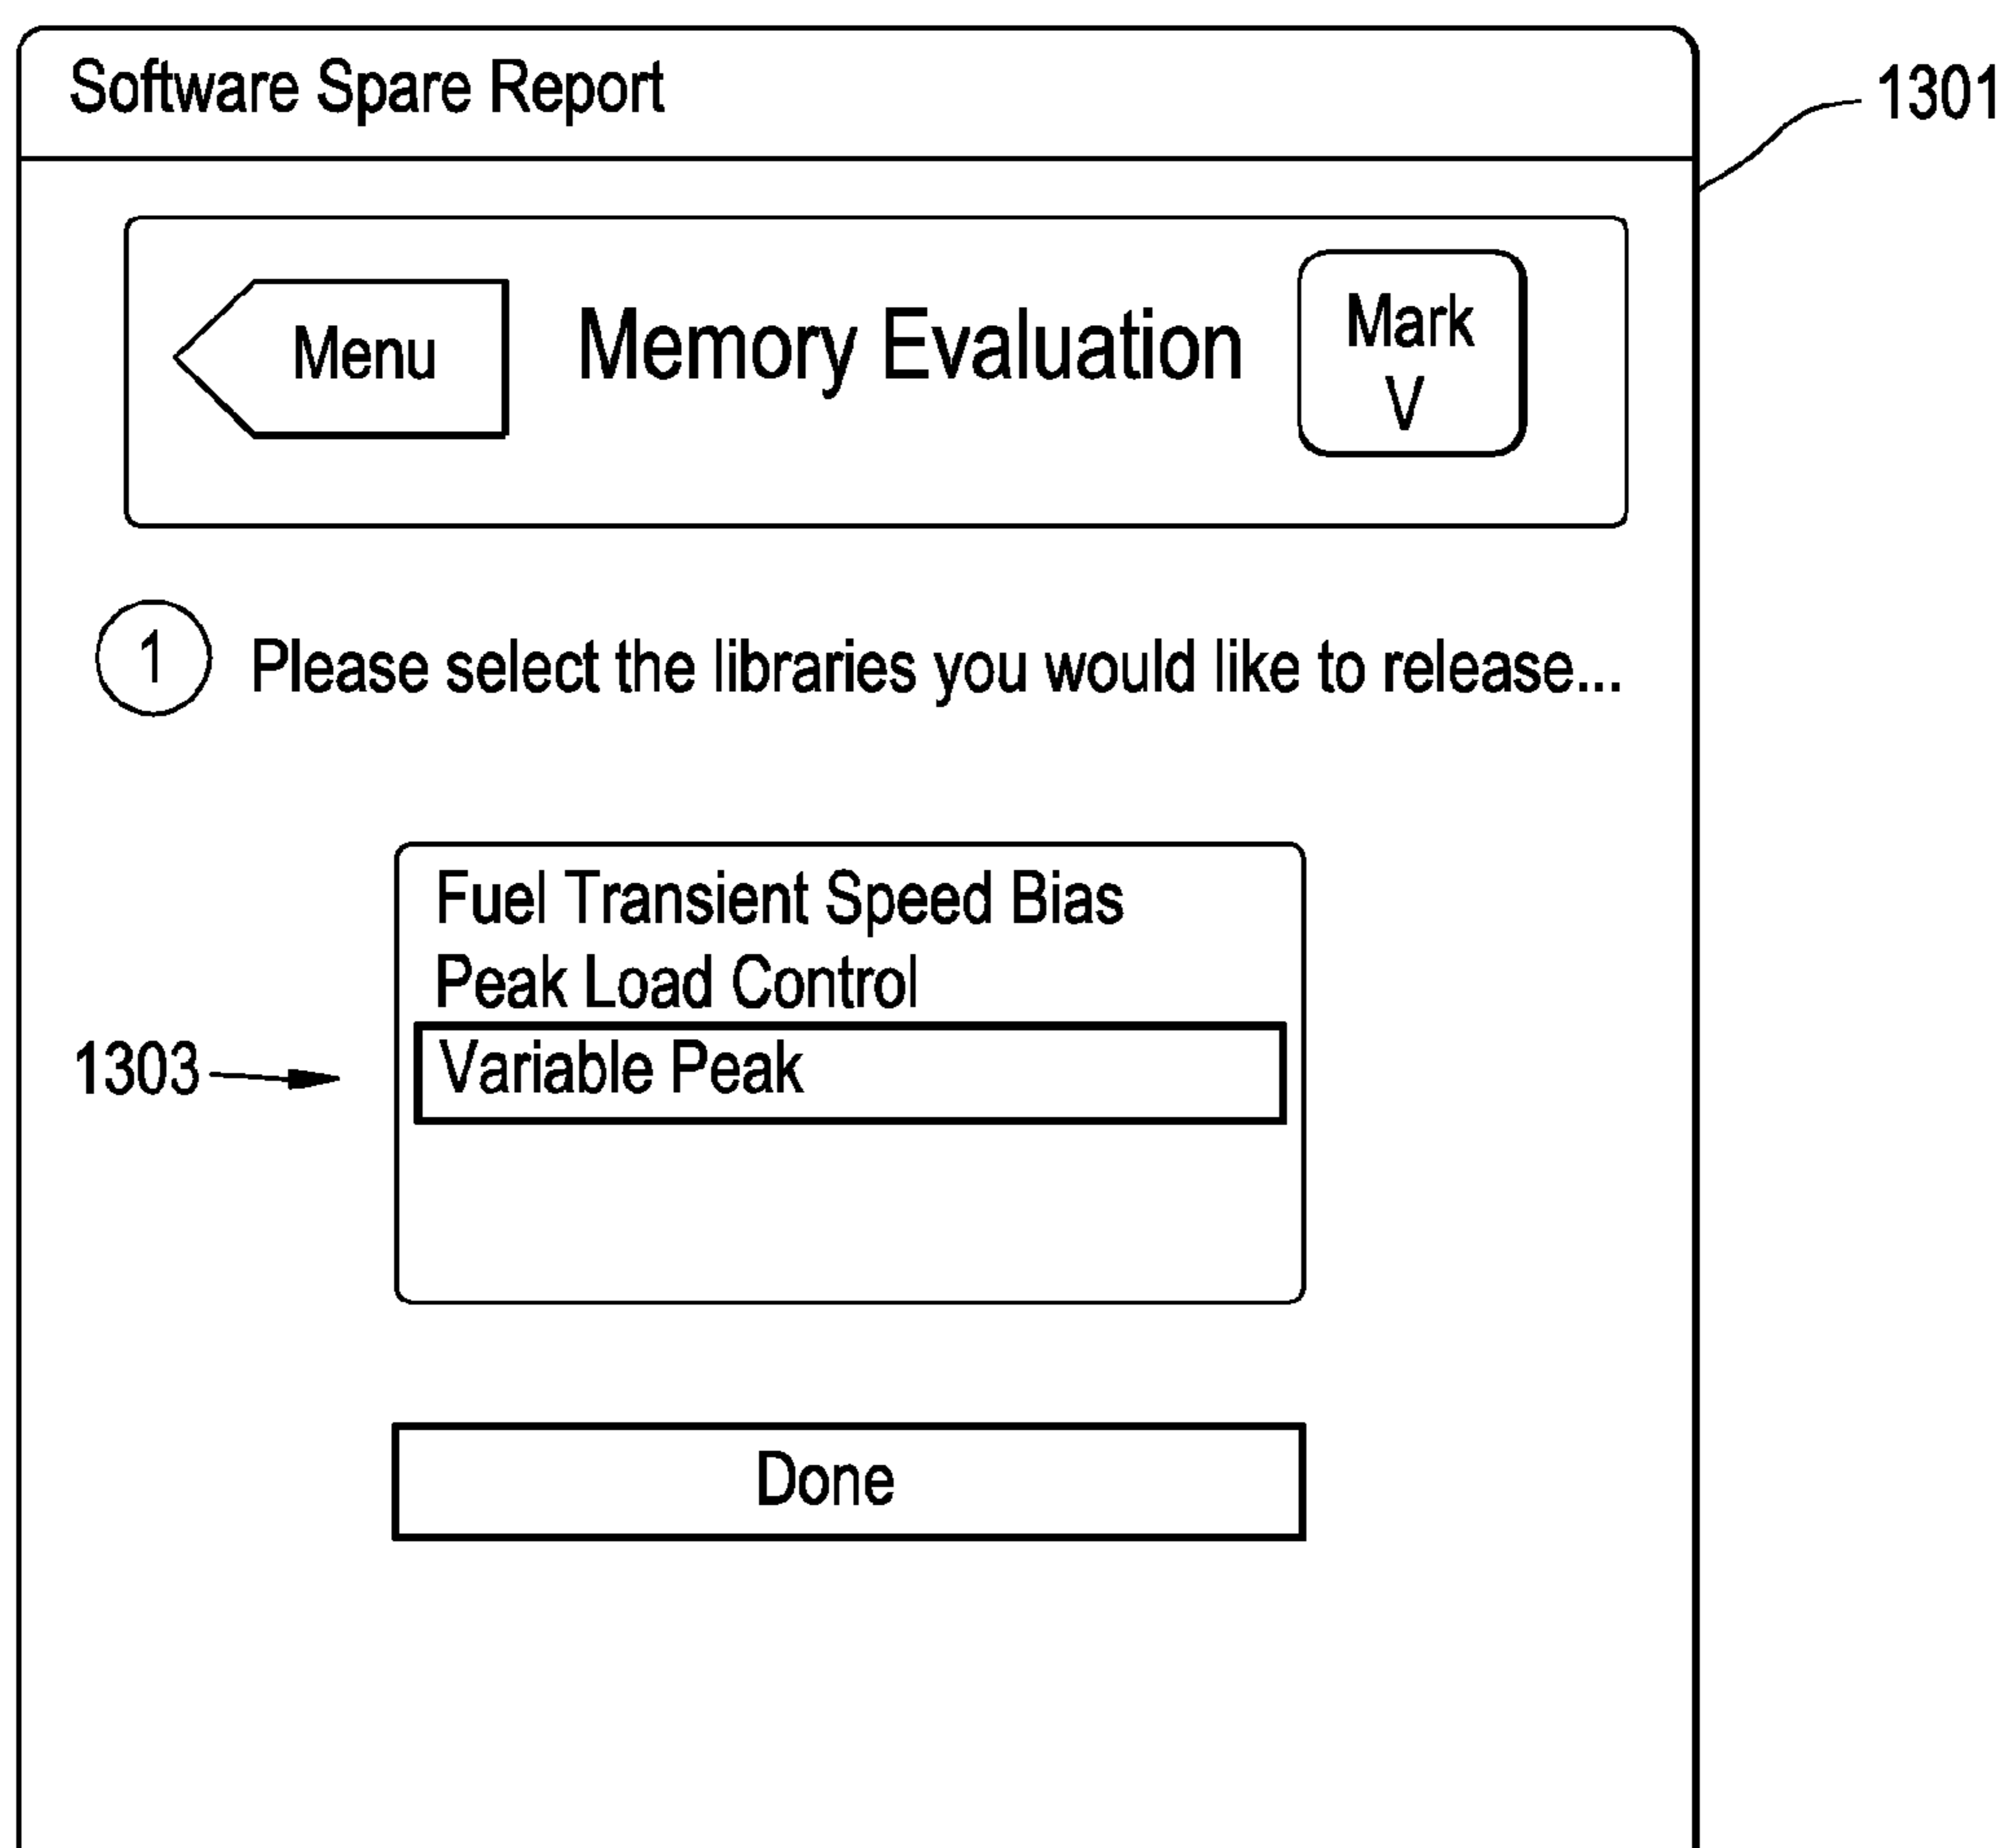 Software Spare Report
1301
Menu
Memory Evaluation
Mark
V
1
Please select the libraries you would like to release...
Fuel Transient Speed Bias
Peak Load Control
1303
Variable Peak
Done